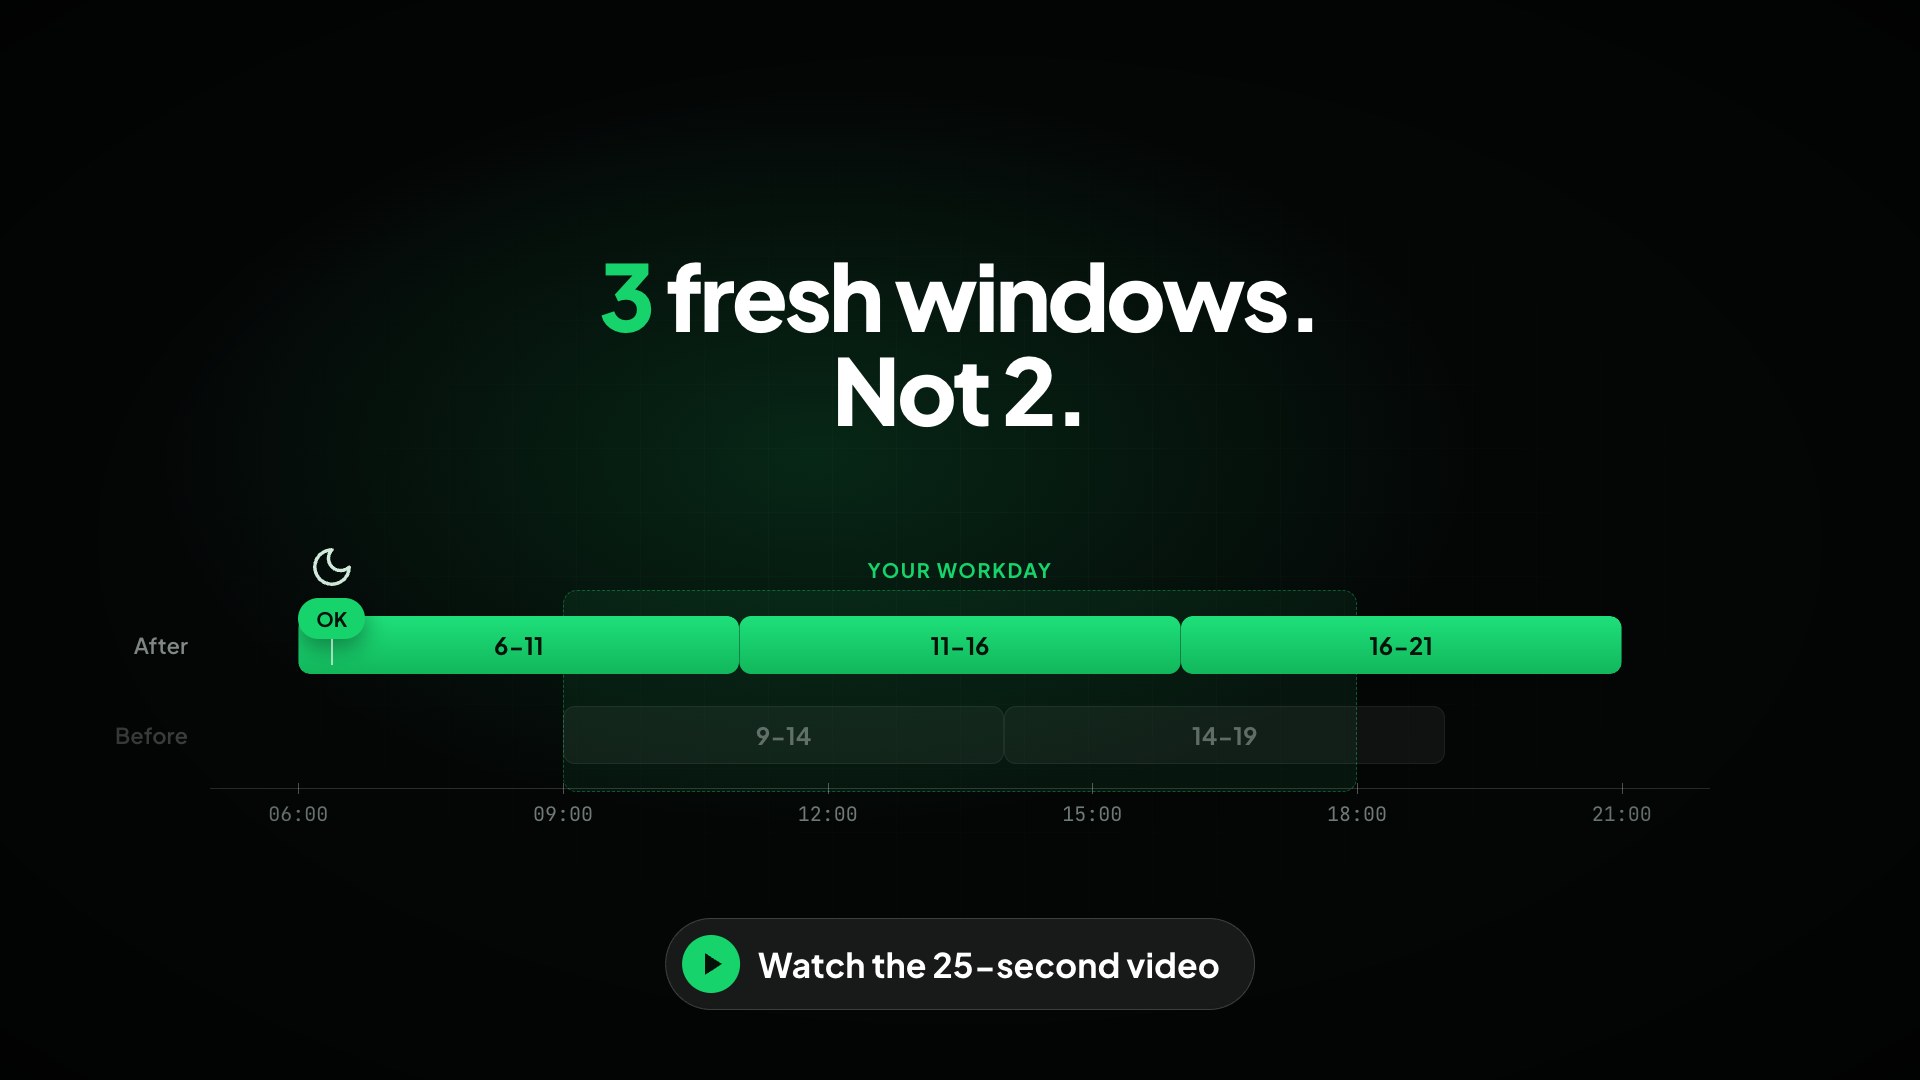 3 fresh windows.
Not 2.
YOUR WORKDAY
OK
After
6–11
11–16
16–21
Before
9–14
14–19
06:00
09:00
12:00
15:00
18:00
21:00
Watch the 25–second video